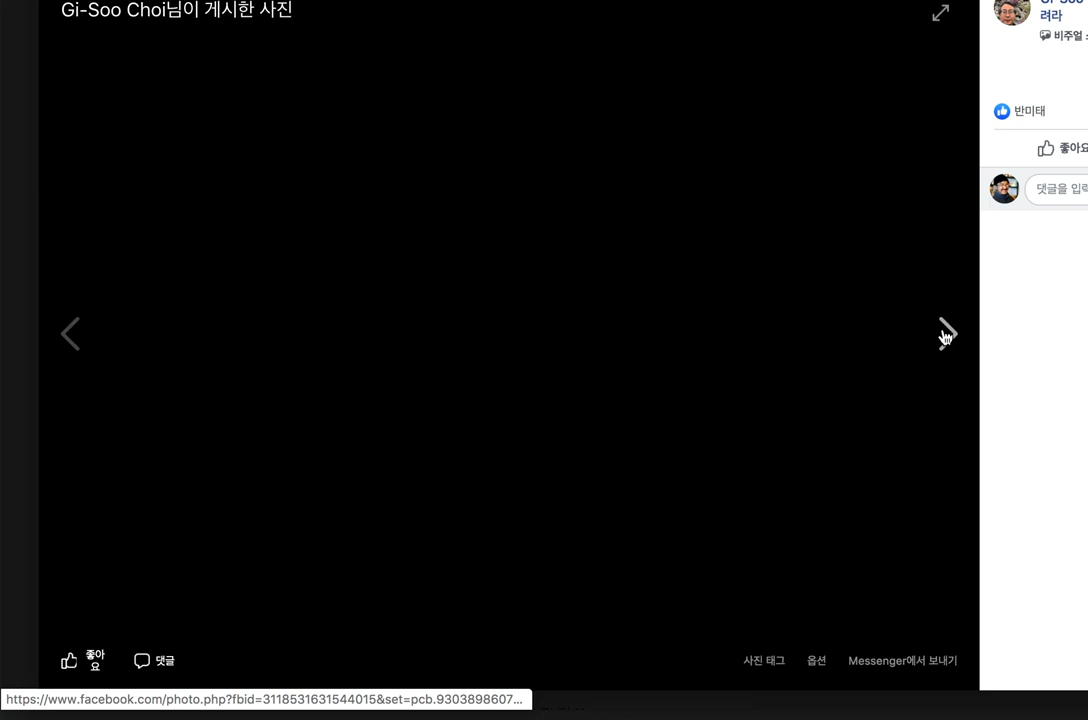 Gi-Soo Choi님이 게시한 사진
려라
비주얼
반미태
좋아요
댓글을 입력
좋아
요
댓글
사진 태그
옵션
Messenger에서 보내기
https://www.facebook.com/photo.php?fbid=3118531631544015&set=pcb.9303898607...